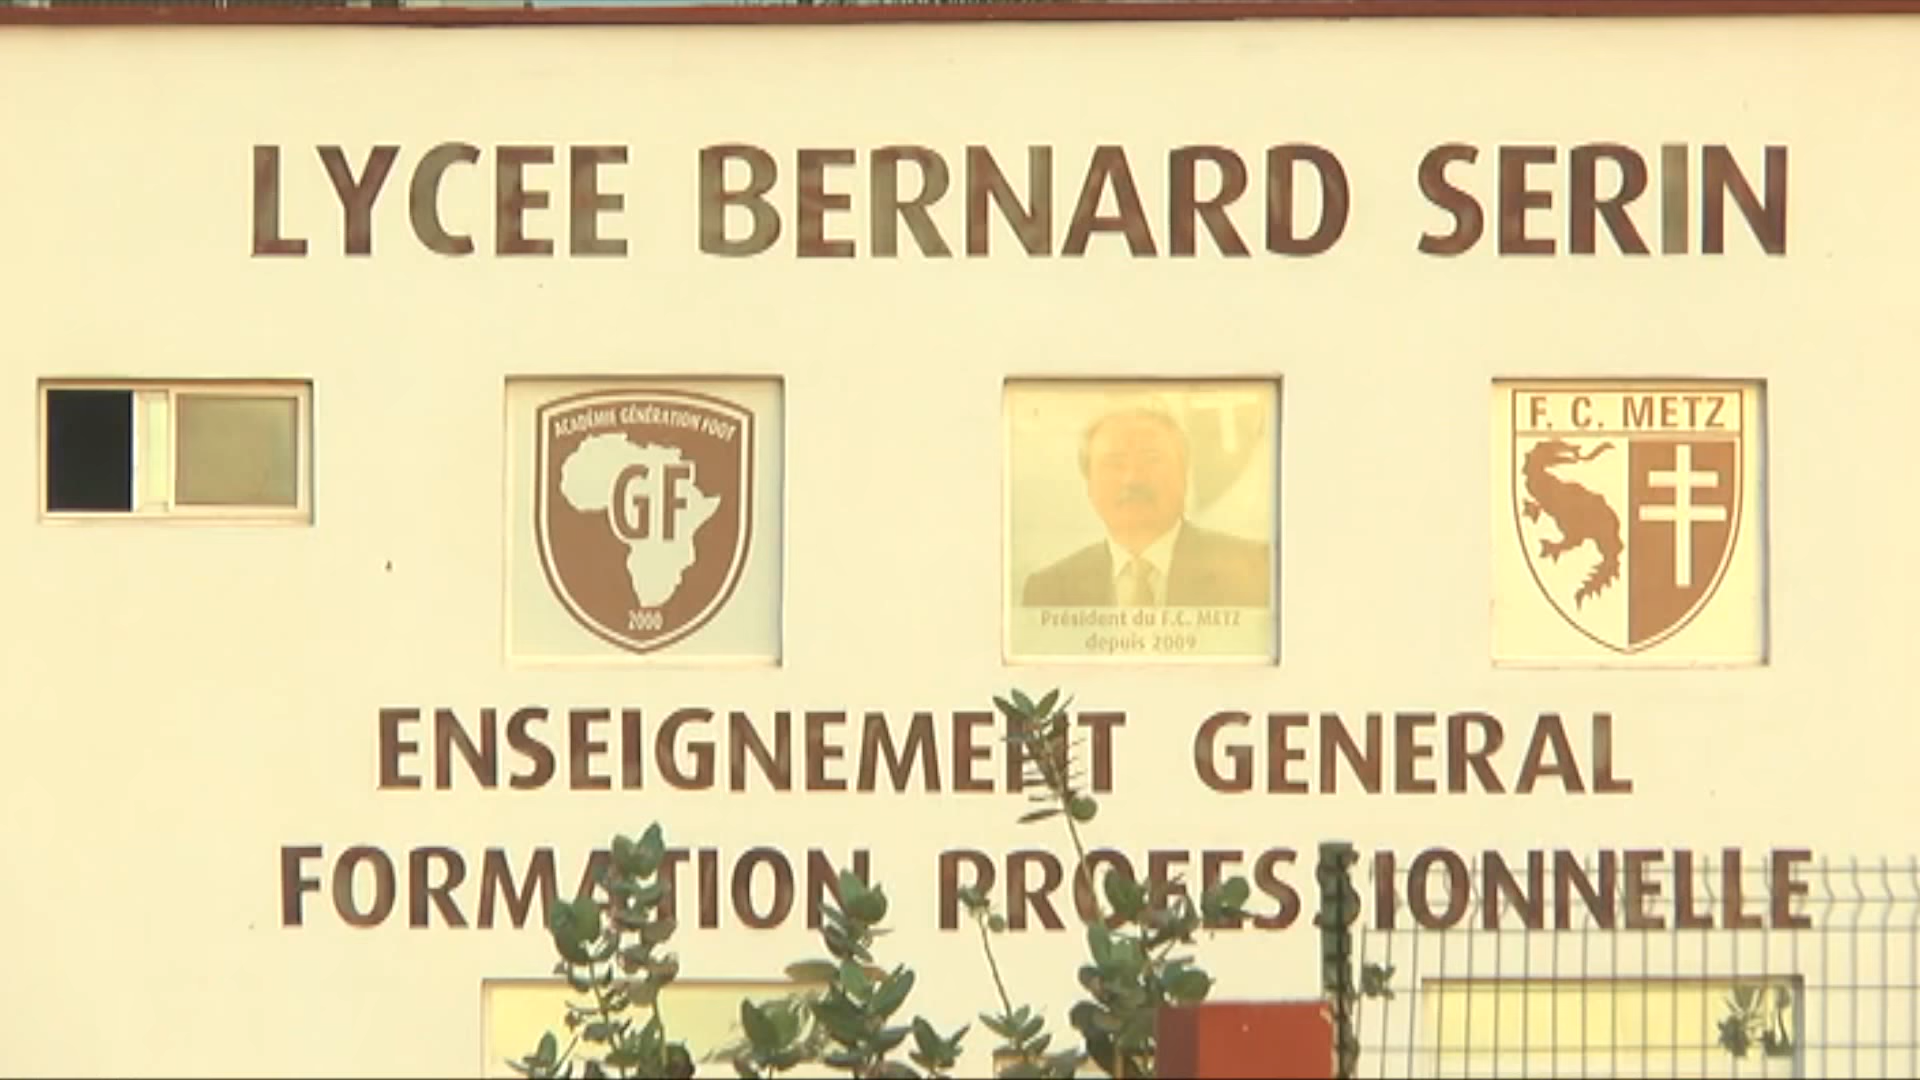 LYCEE BERNARD SERIN
ACADÉMIE GÉNÉRATION FOOT
GF
2000
Président du F.C. METZ
depuis 2009
F. C. METZ
ENSEIGNEMENT GENERAL
FORMATION PROFESSIONNELLE